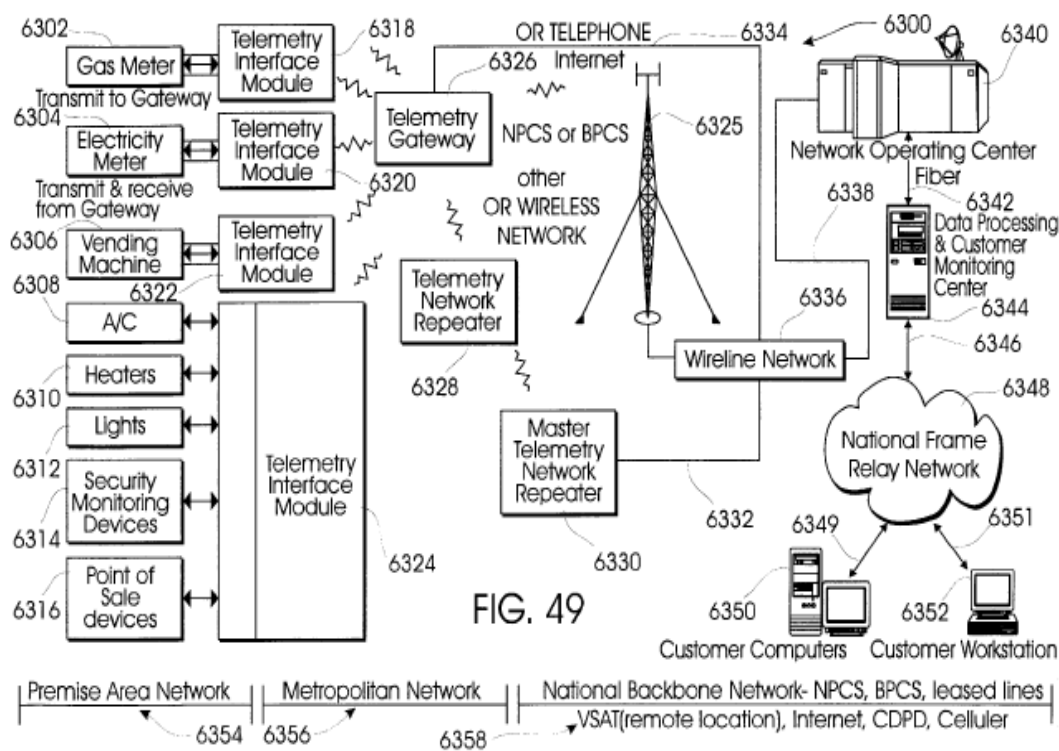 6302
Gas Meter
Transmit to Gateway
6304
Electricity
Meter
Transmit & receive
from Gateway
6306
Vending
Machine
6308
A/C
Heaters
6310
Lights
6312
Security
Monitoring
Devices
6314
Point of
Sale
devices
6316
Telemetry
Interface
Module
6318
Telemetry
Interface
Module
6320
Telemetry
Interface
Module
6322
Telemetry
Interface
Module
6324
OR TELEPHONE
6334
Internet
6326
Telemetry
Gateway
NPCS or BPCS
other
OR WIRELESS
NETWORK
6325
Telemetry
Network
Repeater
6328
Master
Telemetry
Network
Repeater
6330
6332
6336
Wireline Network
6338
6300
6340
Network Operating Center
Fiber
6342
Data Processing
& Customer
Monitoring
Center
6344
6346
6348
National Frame
Relay Network
6349
6351
6350
6352
Customer Computers
Customer Workstation
FIG. 49
Premise Area Network
6354
Metropolitan Network
6356
National Backbone Network- NPCS, BPCS, leased lines
VSAT(remote location), Internet, CDPD, Celluler
6358